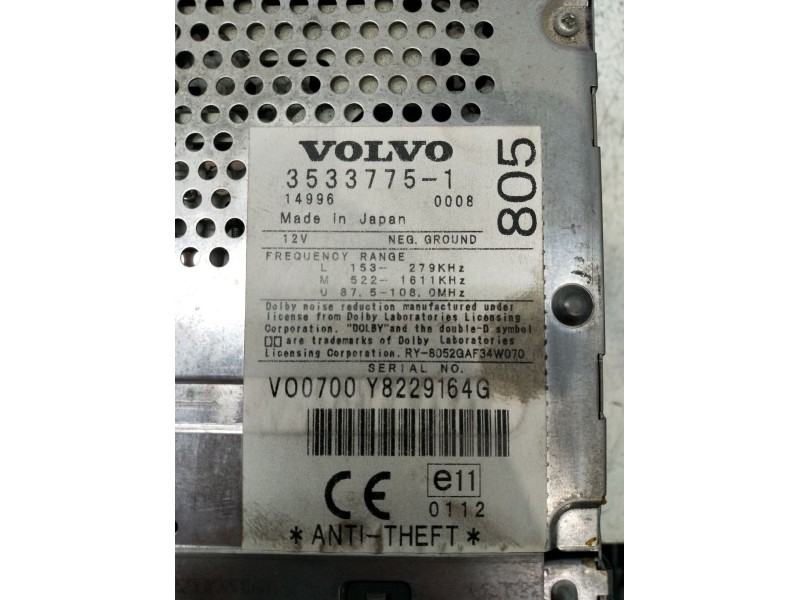 VOLVO
3533775-1
805
14996 0008
Made in Japan
12V NEG. GROUND
FREQUENCY RANGE
L 153- 279KHz
M 522- 1611KHz
U 87.5-108.0MHz
Dolby noise reduction manufactured under
license from Dolby Laboratories Licensing
Corporation. "DOLBY" and the double-D symbol
are trademarks of Dolby Laboratories
Licensing Corporation. RY-8052GAF34W070
SERIAL NO.
VO0700 Y8229164G
CE
e11
0112
*ANTI-THEFT*